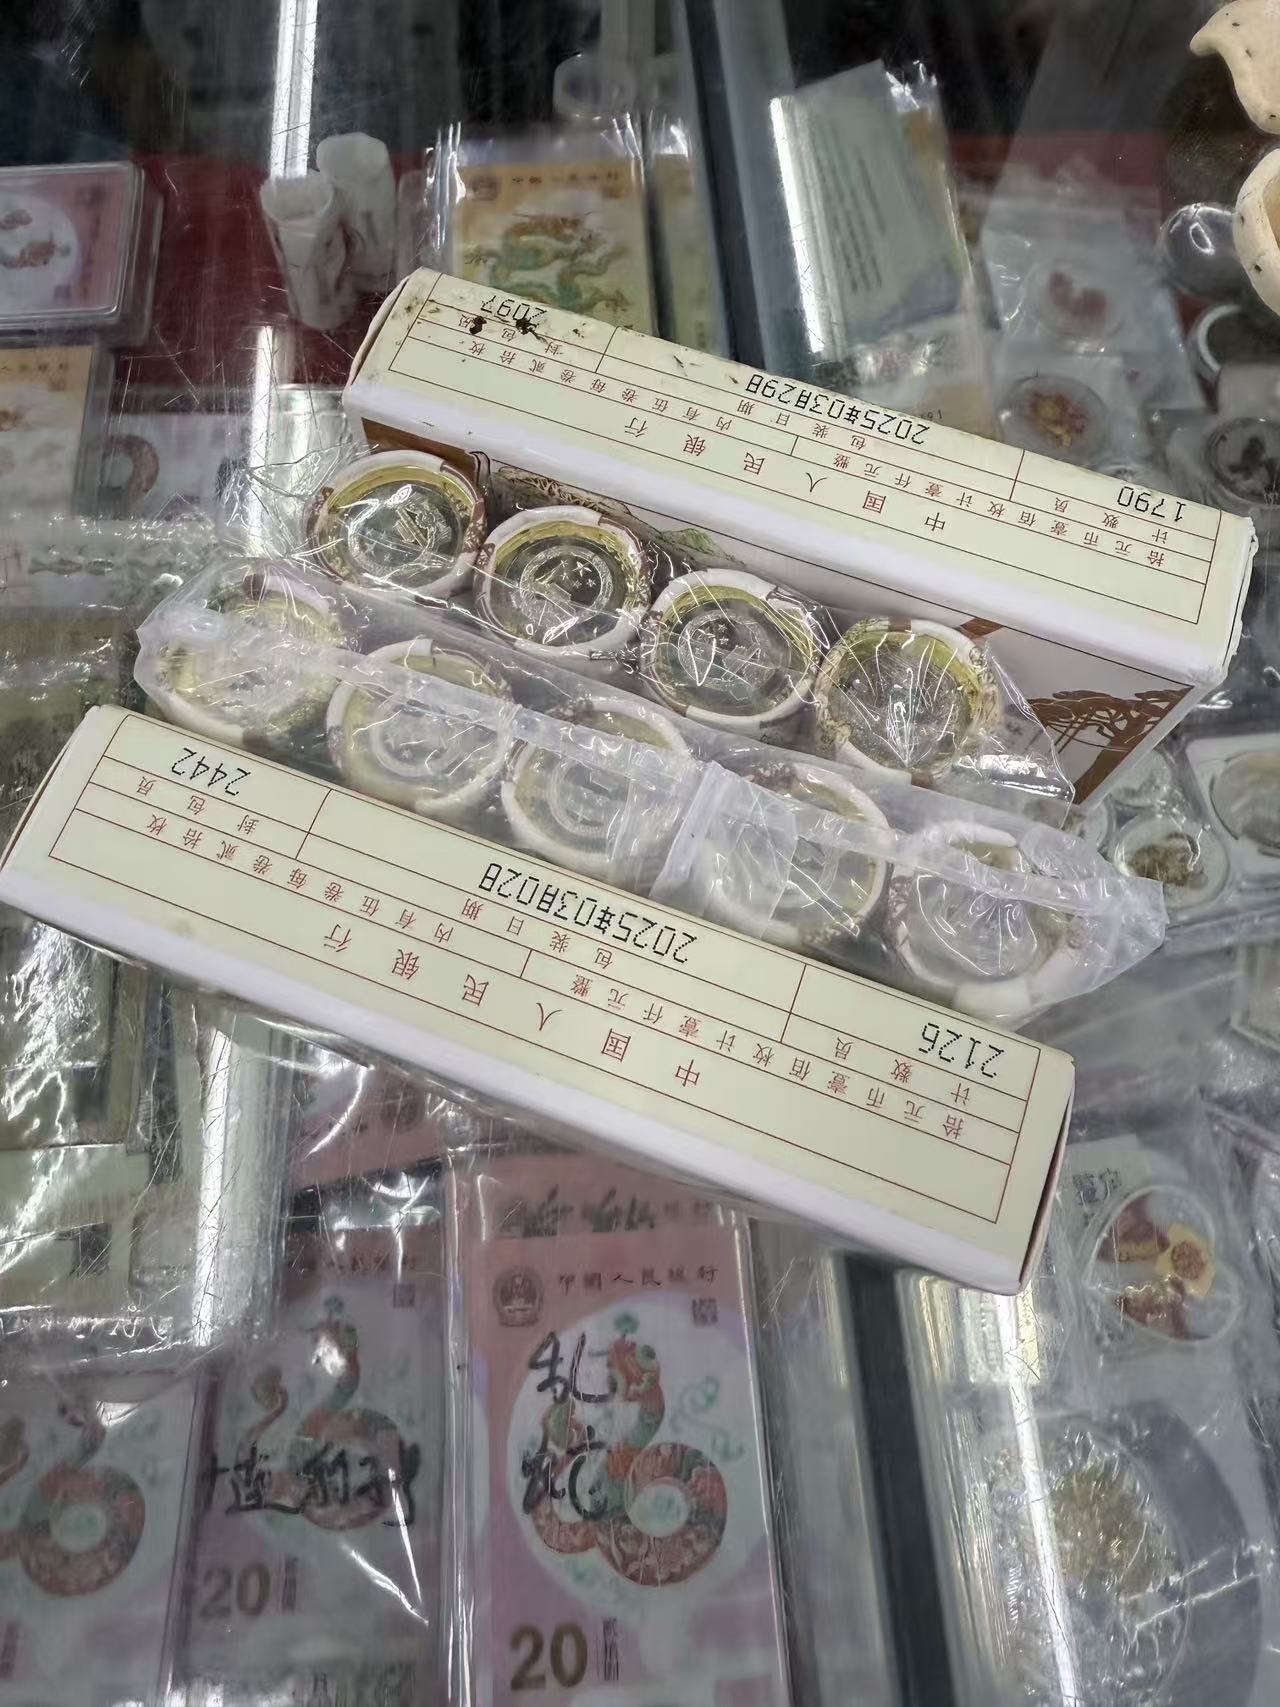 中国人民银行
拾元币壹佰枚计壹仟元整 内有伍卷每卷贰拾枚
计数员 包装日期 封包员
1790 2025年03月29日 2097
中国人民银行
拾元币壹佰枚计壹仟元整 内有伍卷每卷贰拾枚
计数员 包装日期 封包员
2126 2025年03月02日 2442
中國人民銀行
乱
蛇
20
20